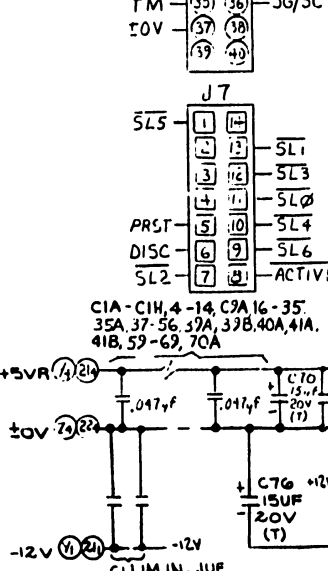 TM 35 36 SG/SC
±OV 37 38
39 40
J7
SL5 1 14
2 13 SL1
3 12 SL3
4 11 SLØ
PRST 5 10 SL4
DISC 6 9 SL6
SL2 7 8 ACTIVE
C1A-C1H, 4-14, C9A, 16-35.
35A, 37-56, 39A, 39B, 40A, 41A,
41B, 59-69, 70A
+5VR
.047µf .047µf + C70 15µf 20V (T)
±OV
+ C76 +12V
15UF
20V
(T)
-12V -12V